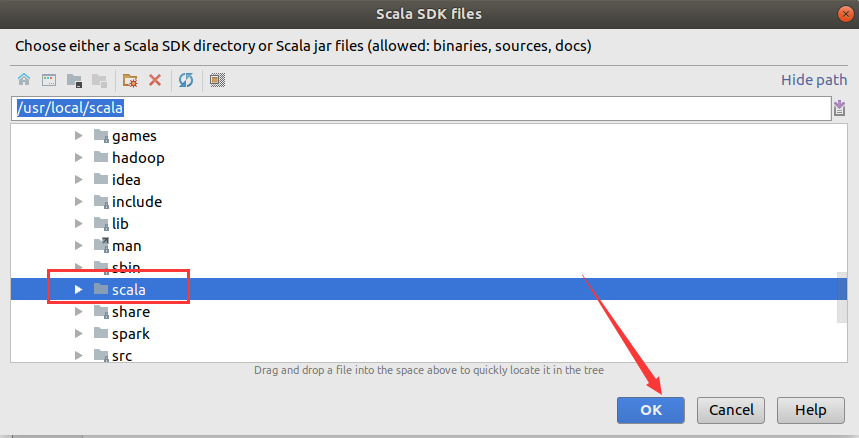 Scala SDK files
Choose either a Scala SDK directory or Scala jar files (allowed: binaries, sources, docs)
Hide path
/usr/local/scala
games
hadoop
idea
include
lib
man
sbin
scala
share
spark
src
Drag and drop a file into the space above to quickly locate it in the tree
OK Cancel Help